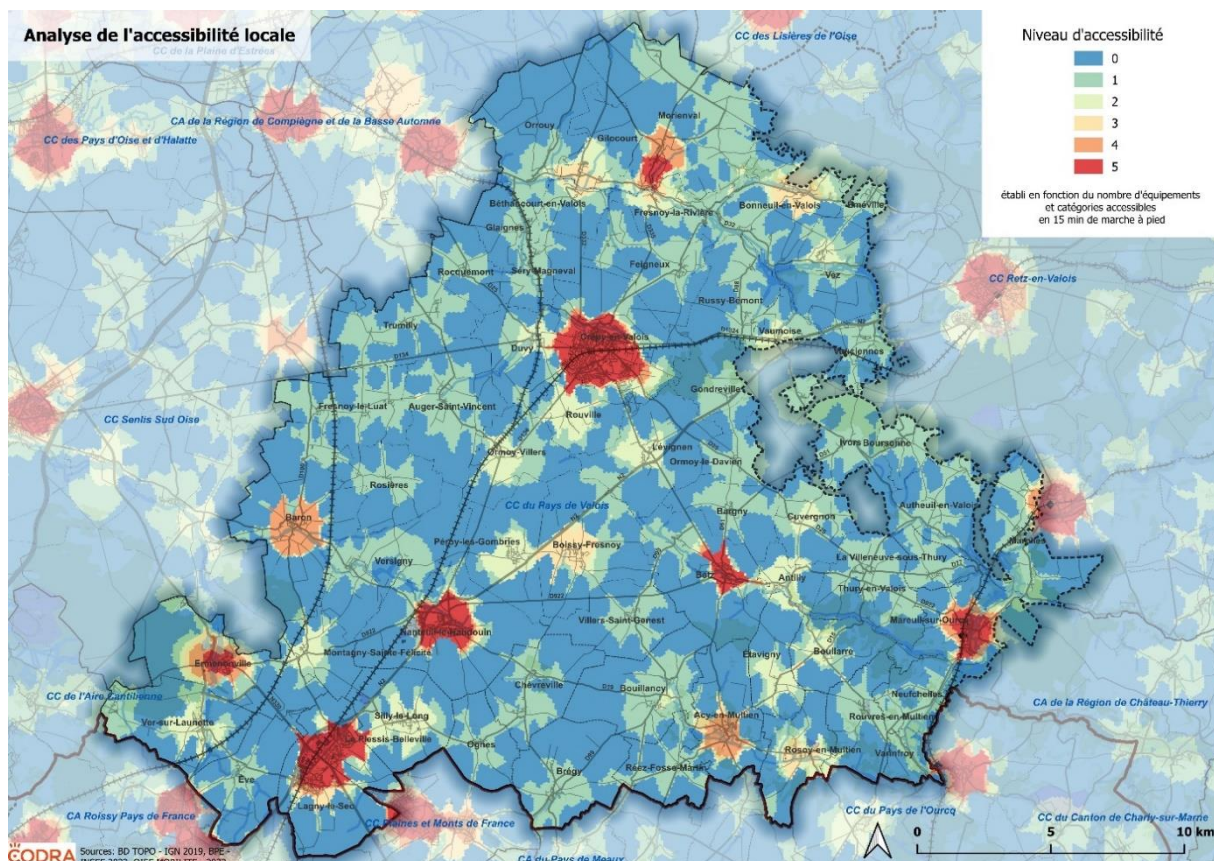 Analyse de l'accessibilité locale
CC de la Plaine d'Estrées
CC des Lisières de l'Oise
CA de la Région de Compiègne et de la Basse Automne
CC des Pays d'Oise et d'Halatte
Niveau d'accessibilité
0
1
2
3
4
5
établi en fonction du nombre d'équipements
et catégories accessibles
en 15 min de marche à pied
Morienval
Orrouy
Gilocourt
Béthancourt-en-Valois
Fresnoy-la-Rivière
Bonneuil-en-Valois
Éméville
Glaignes
Rocquemont
Séry-Magneval
Feigneux
Vez
CC Retz-en-Valois
Russy-Bémont
Trumilly
Crépy-en-Valois
Vaumoise
Duvy
Vauciennes
D134
Gondreville
CC Senlis Sud Oise
Fresnoy-le-Luat
Auger-Saint-Vincent
Rouville
Ormoy-Villers
Lévignen
Ormoy-le-Davien
Ivors
Boursonne
Rosières
CC du Pays de Valois
Autheuil-en-Valois
Baron
Bargny
Cuvergnon
Péroy-les-Gombries
Boissy-Fresnoy
Marolles
Versigny
La Villeneuve-sous-Thury
Betz
Antilly
Thury-en-Valois
D922
Nanteuil-le-Haudouin
Villers-Saint-Genest
Mareuil-sur-Ourcq
Montagny-Sainte-Félicité
Étavigny
Boullarre
Ermenonville
Chèvreville
Bouillancy
Neufchelles
CC de l'Aire Cantilienne
CA de la Région de Château-Thierry
Ver-sur-Launette
Silly-le-Long
Acy-en-Multien
Rouvres-en-Multien
Le Plessis-Belleville
Ognes
Rosoy-en-Multien
Varinfroy
Ève
Brégy
Réez-Fosse-Martin
Lagny-le-Sec
CA Roissy Pays de France
CC Plaines et Monts de France
CC du Pays de l'Ourcq
CC du Canton de Charly-sur-Marne
CA du Pays de Meaux
0
5
10 km
CODRA
Sources: BD TOPO - IGN 2019, BPE -